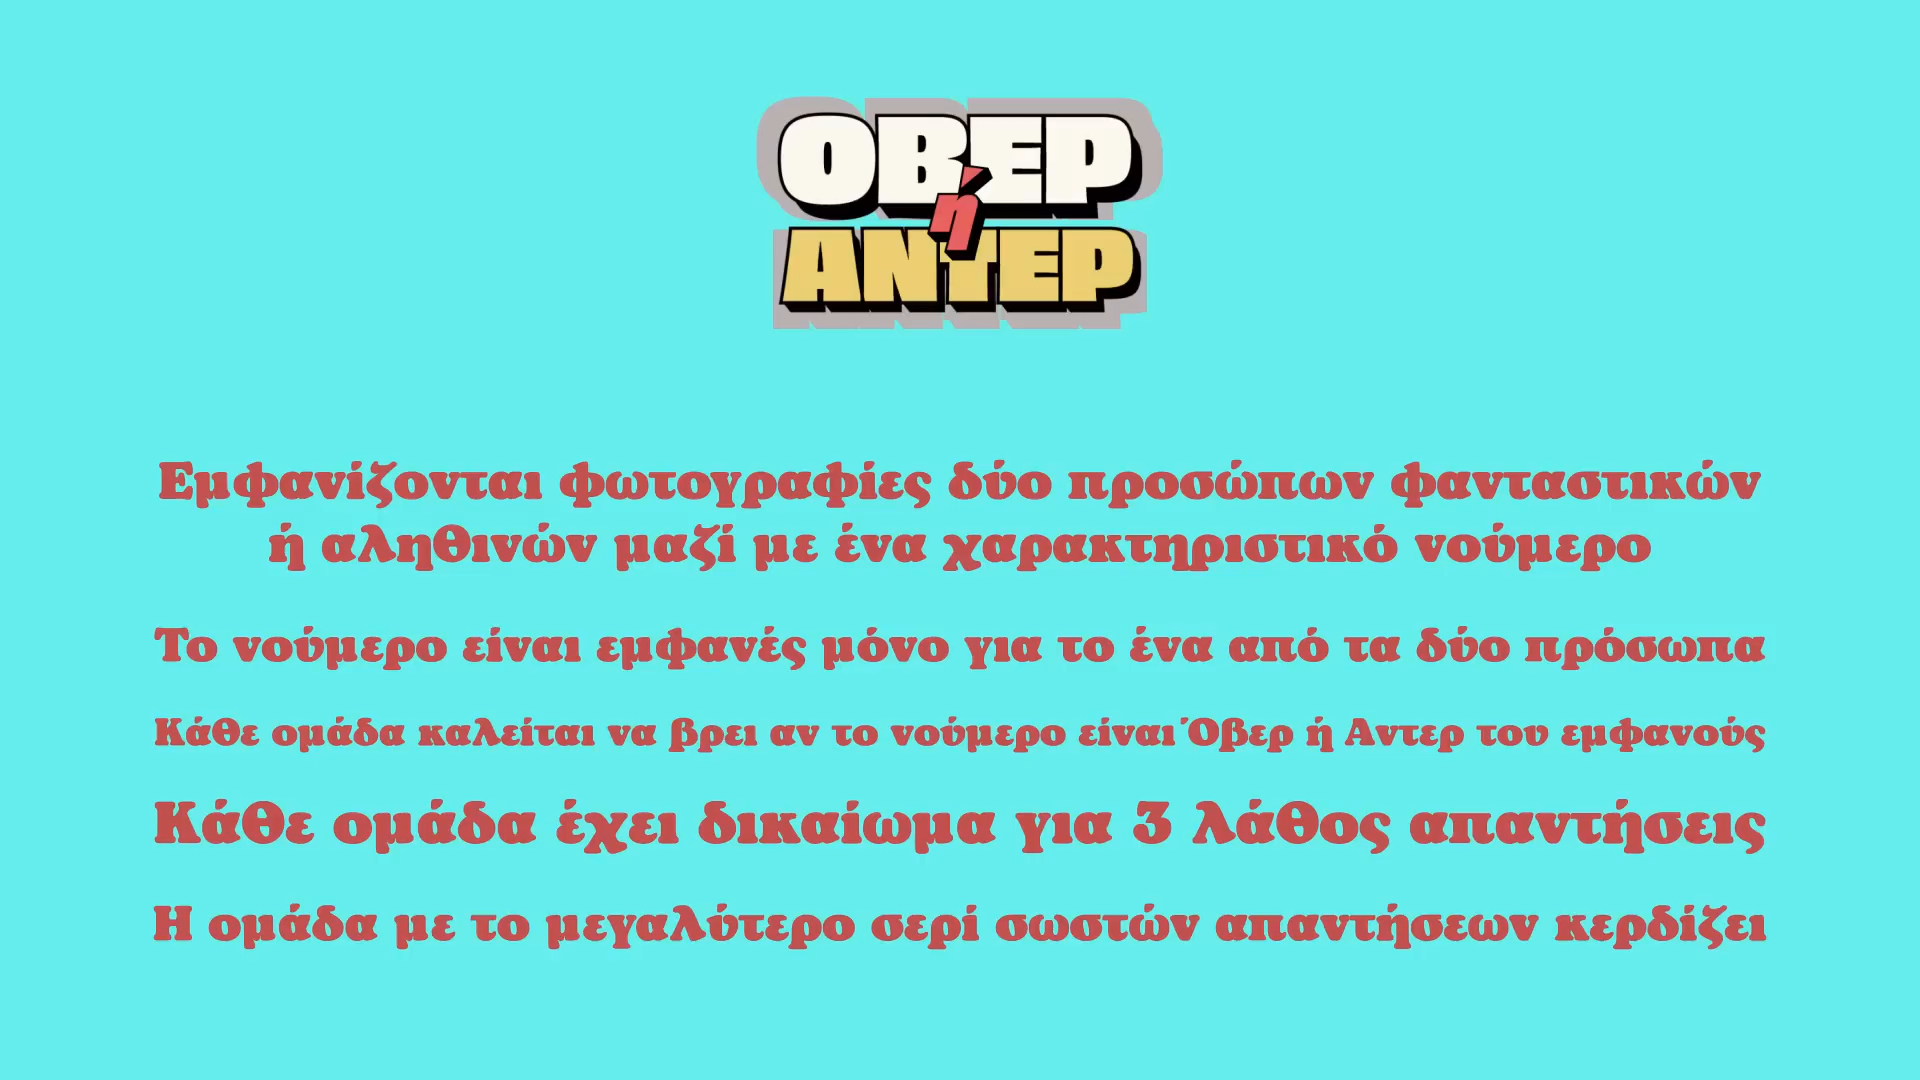 ΟΒΕΡ
ή
ΑΝΤΕΡ
Εμφανίζονται φωτογραφίες δύο προσώπων φανταστικών
ή αληθινών μαζί με ένα χαρακτηριστικό νούμερο
Το νούμερο είναι εμφανές μόνο για το ένα από τα δύο πρόσωπα
Κάθε ομάδα καλείται να βρει αν το νούμερο είναι Όβερ ή Αντερ του εμφανούς
Κάθε ομάδα έχει δικαίωμα για 3 λάθος απαντήσεις
Η ομάδα με το μεγαλύτερο σερί σωστών απαντήσεων κερδίζει